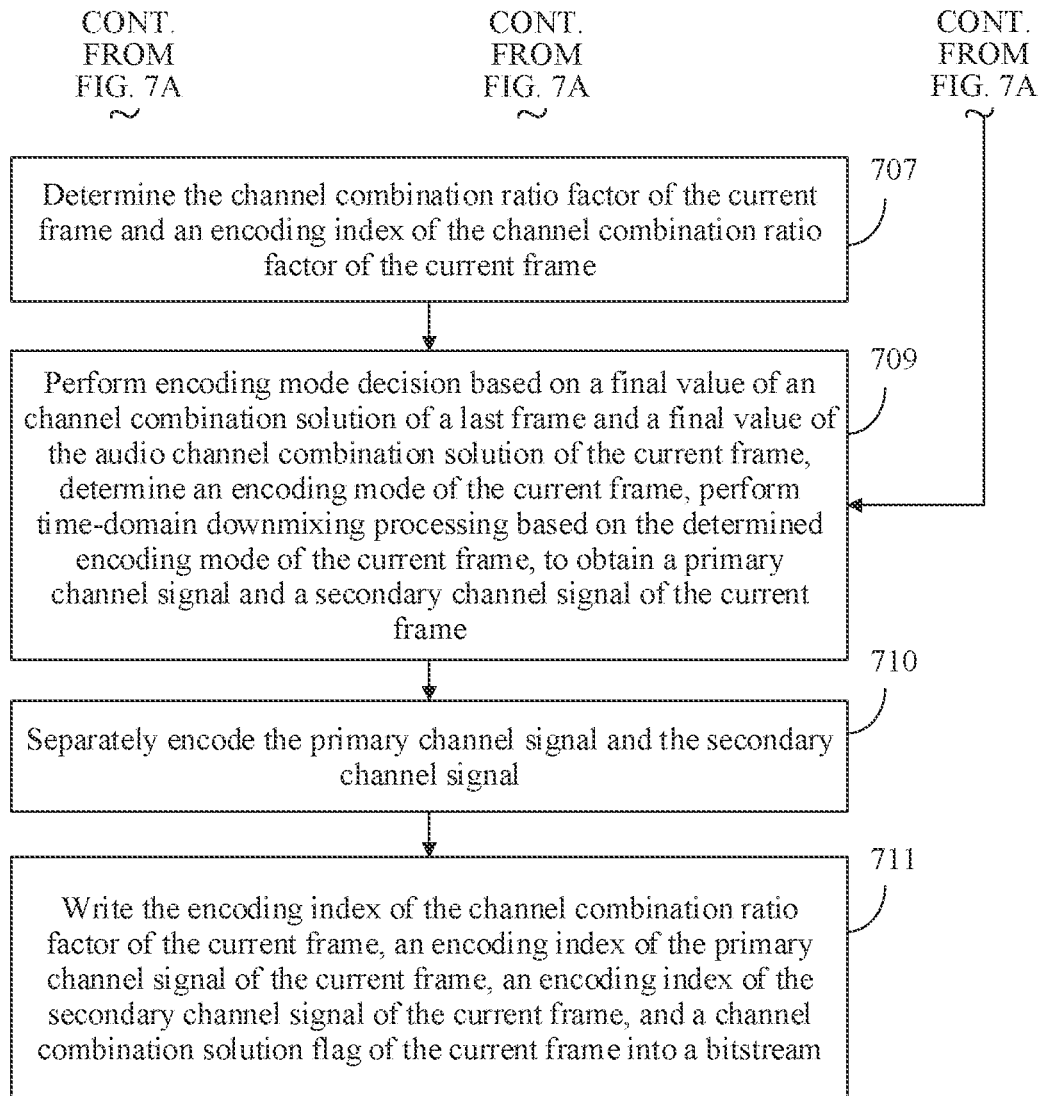 CONT.
FROM
FIG. 7A
~
CONT.
FROM
FIG. 7A
~
CONT.
FROM
FIG. 7A
~
707
Determine the channel combination ratio factor of the current
frame and an encoding index of the channel combination ratio
factor of the current frame
709
Perform encoding mode decision based on a final value of an
channel combination solution of a last frame and a final value of
the audio channel combination solution of the current frame,
determine an encoding mode of the current frame, perform
time-domain downmixing processing based on the determined
encoding mode of the current frame, to obtain a primary
channel signal and a secondary channel signal of the current
frame
710
Separately encode the primary channel signal and the secondary
channel signal
711
Write the encoding index of the channel combination ratio
factor of the current frame, an encoding index of the primary
channel signal of the current frame, an encoding index of the
secondary channel signal of the current frame, and a channel
combination solution flag of the current frame into a bitstream